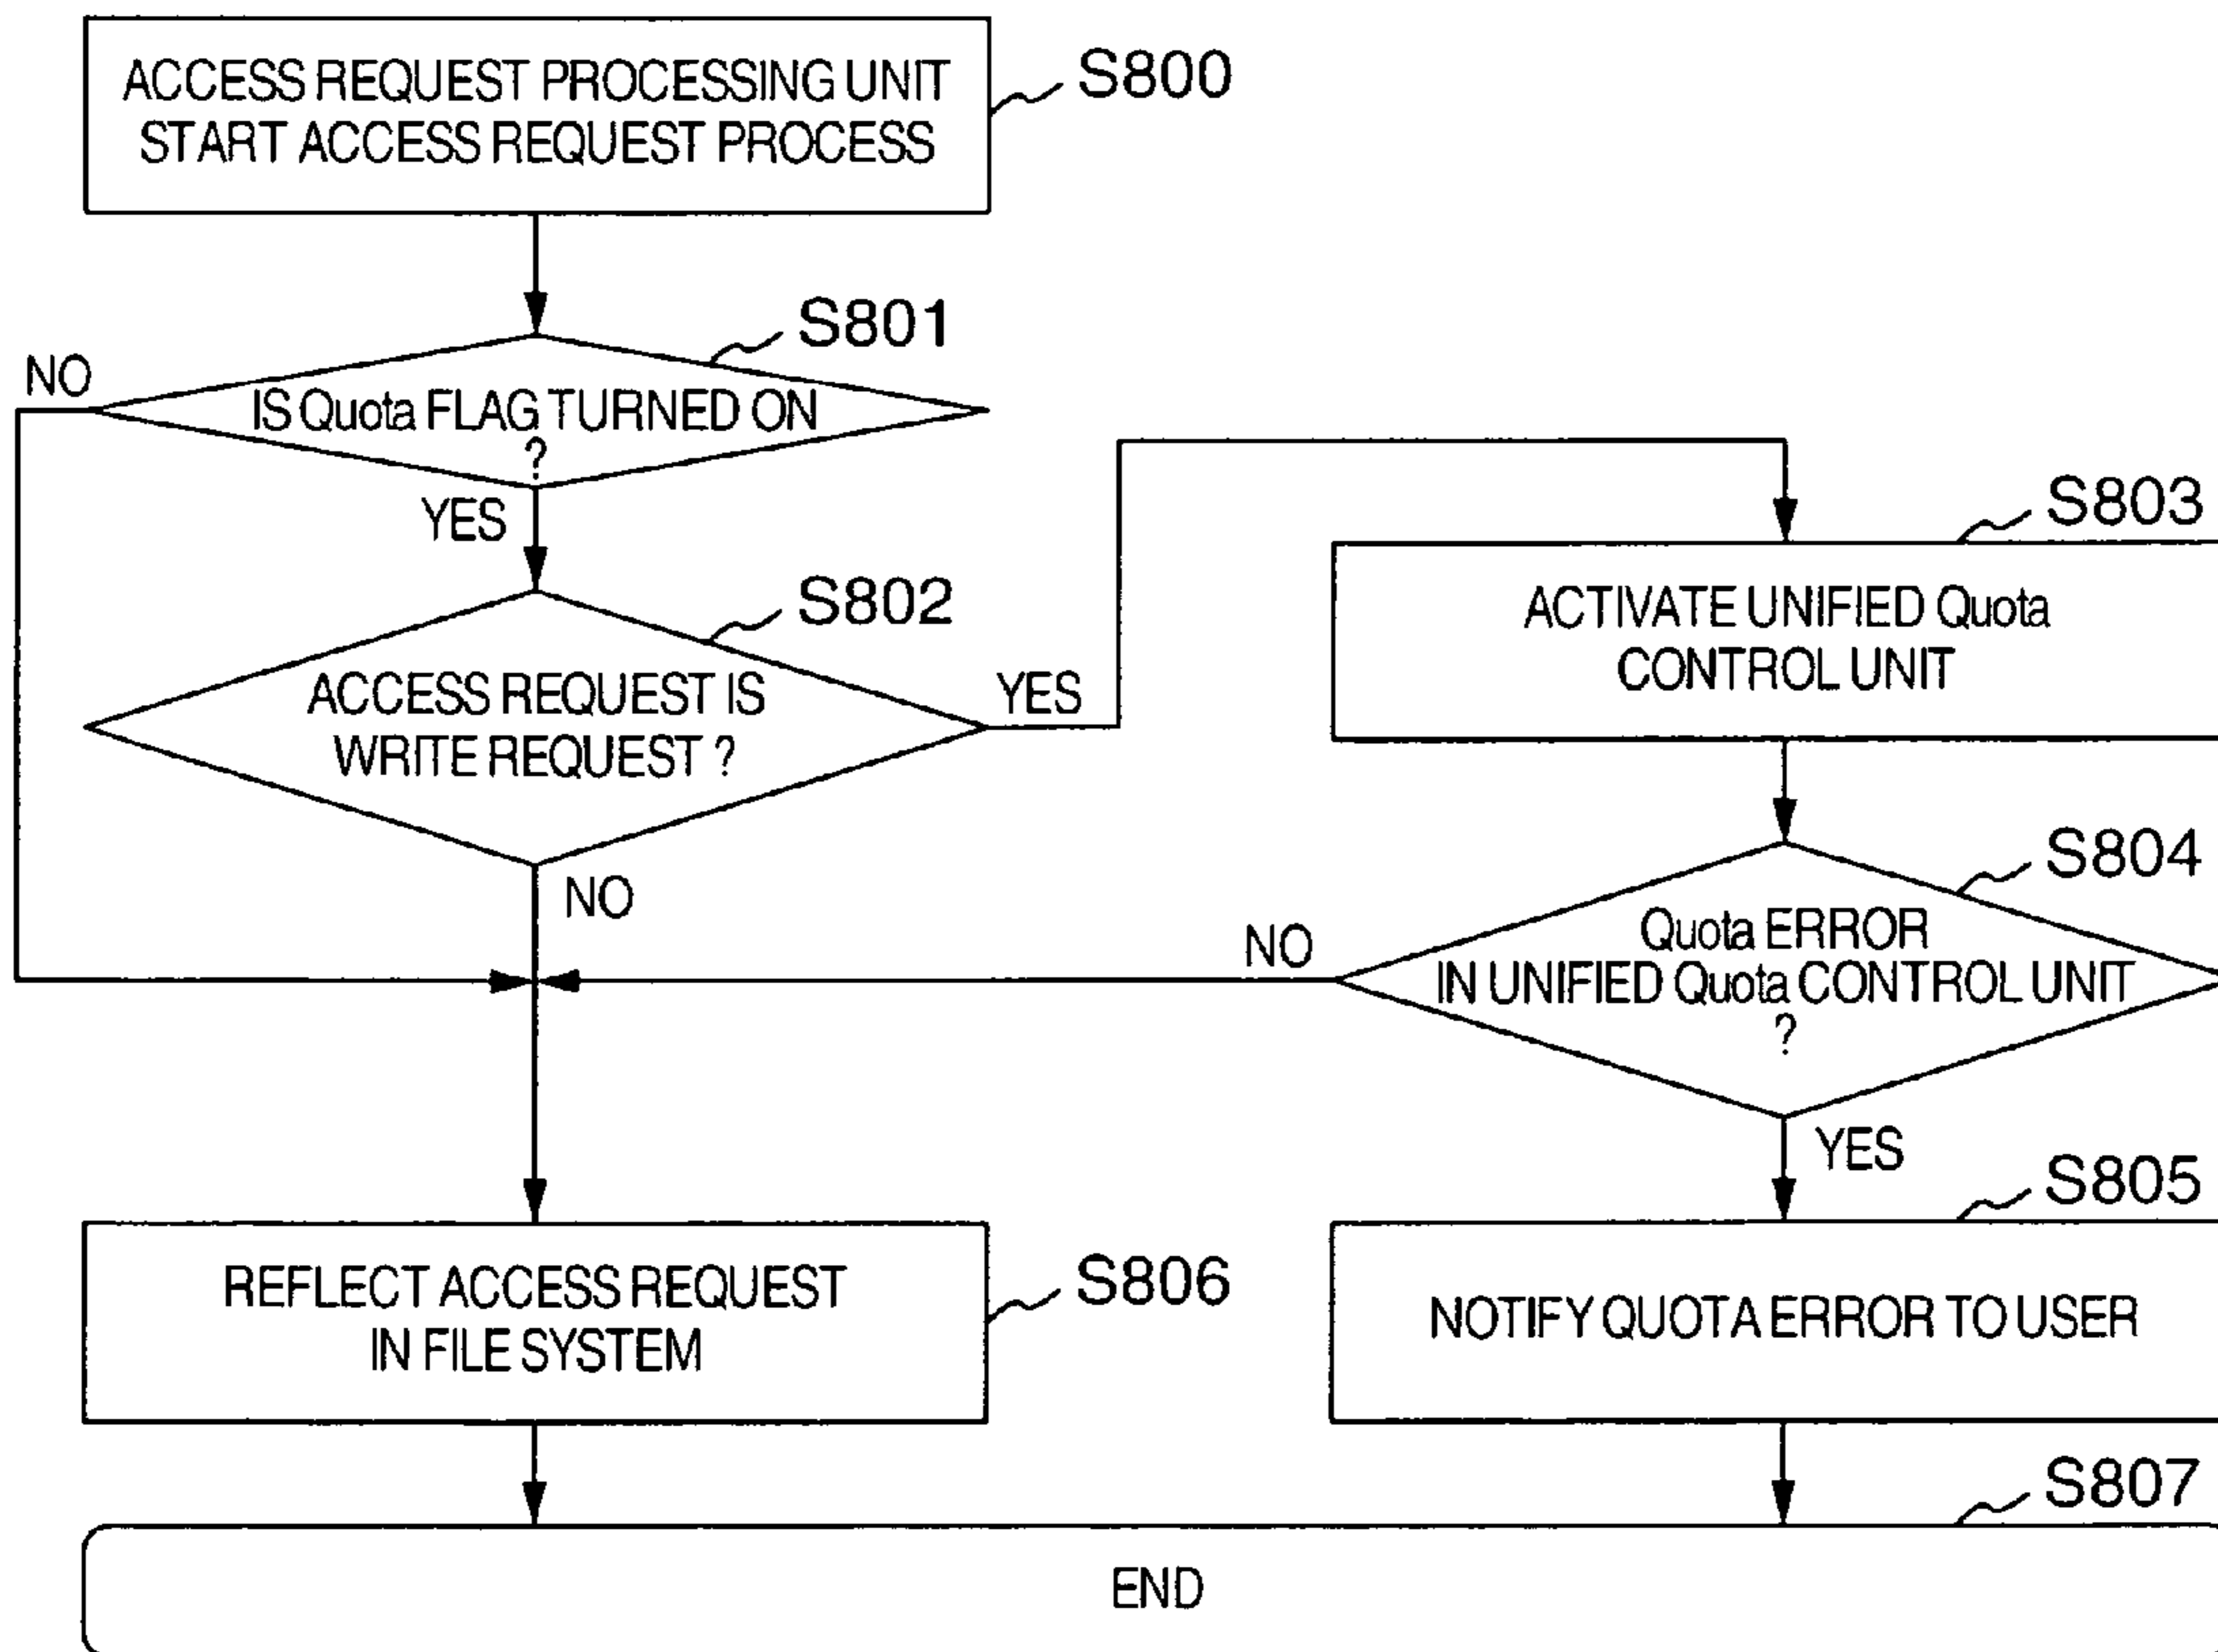 ACCESS REQUEST PROCESSING UNIT
START ACCESS REQUEST PROCESS
S800
S801
NO
IS Quota FLAG TURNED ON
?
YES
S802
ACCESS REQUEST IS
WRITE REQUEST ?
YES
NO
S803
ACTIVATE UNIFIED Quota
CONTROL UNIT
S804
Quota ERROR
IN UNIFIED Quota CONTROL UNIT
?
NO
YES
S805
NOTIFY QUOTA ERROR TO USER
S806
REFLECT ACCESS REQUEST
IN FILE SYSTEM
S807
END